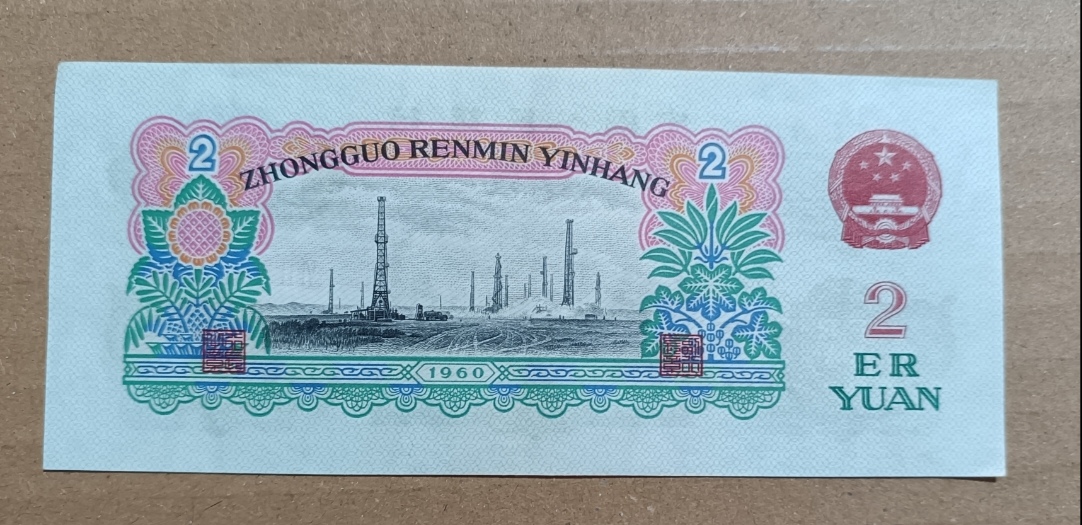 2
ZHONGGUO RENMIN YINHANG
2
2
ER
YUAN
1960